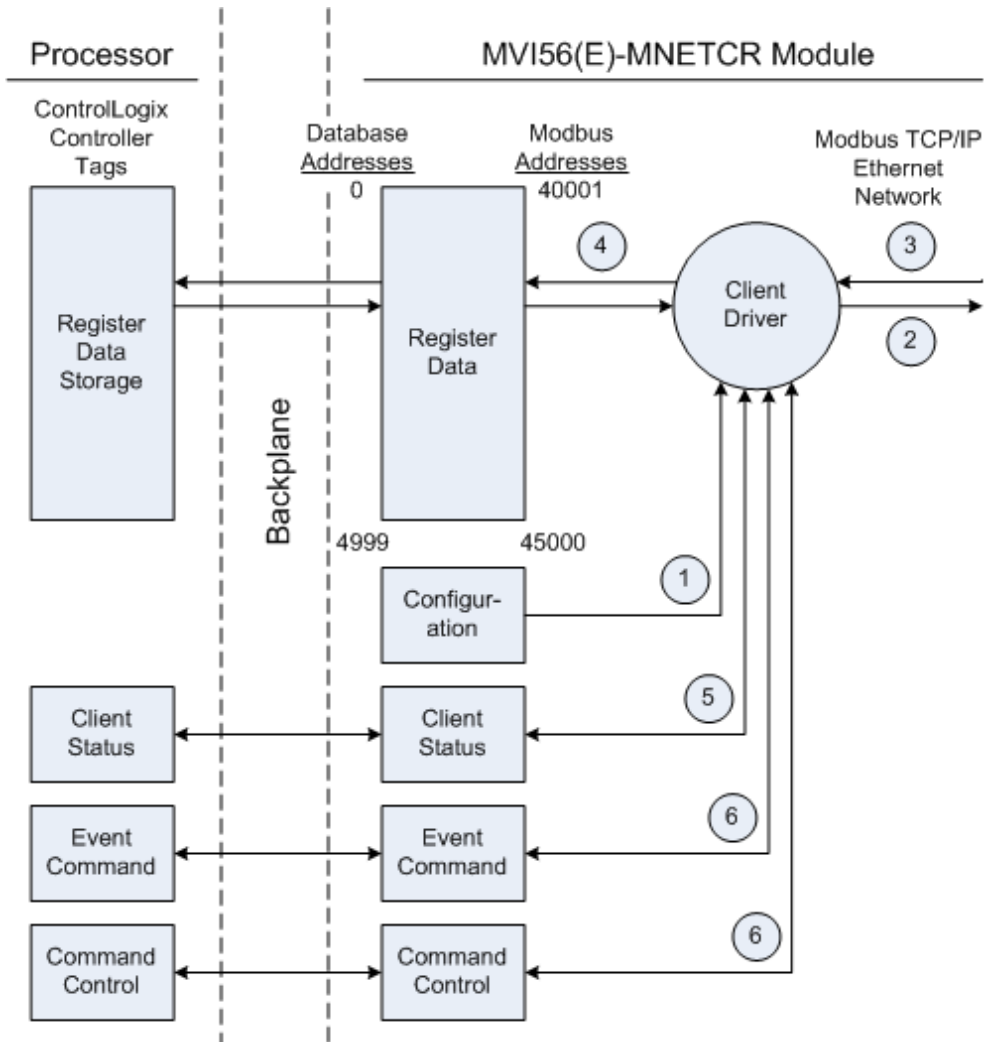 Processor
MVI56(E)-MNETCR Module
ControlLogix
Controller
Tags
Database
Addresses
0
Modbus
Addresses
40001
Modbus TCP/IP
Ethernet
Network
4
3
2
Register
Data
Storage
Register
Data
Client
Driver
Backplane
4999
45000
Configur-
ation
1
Client
Status
Client
Status
5
Event
Command
Event
Command
6
Command
Control
Command
Control
6